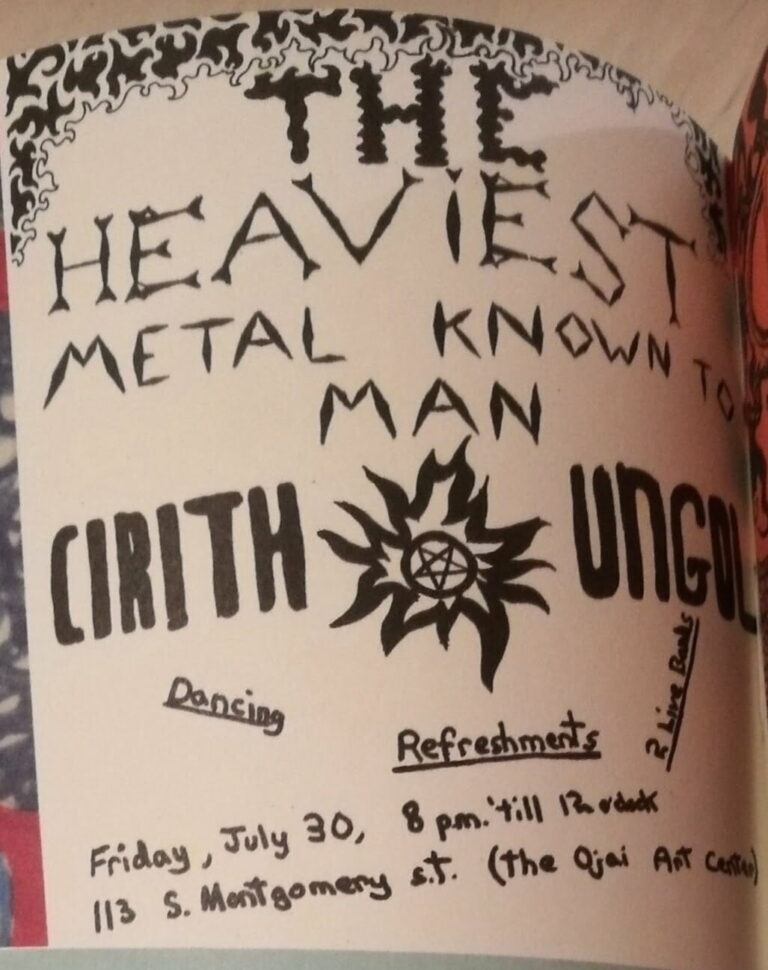 THE
HEAViEST
METAL KNOWN TO
MAN
CIRITH UNGOL
Dancing
2 Live Bands
Refreshments
Friday, July 30, 8 p.m. 'till 12 o'clock
113 S. Montgomery s.t. (the Ojai Art Center)